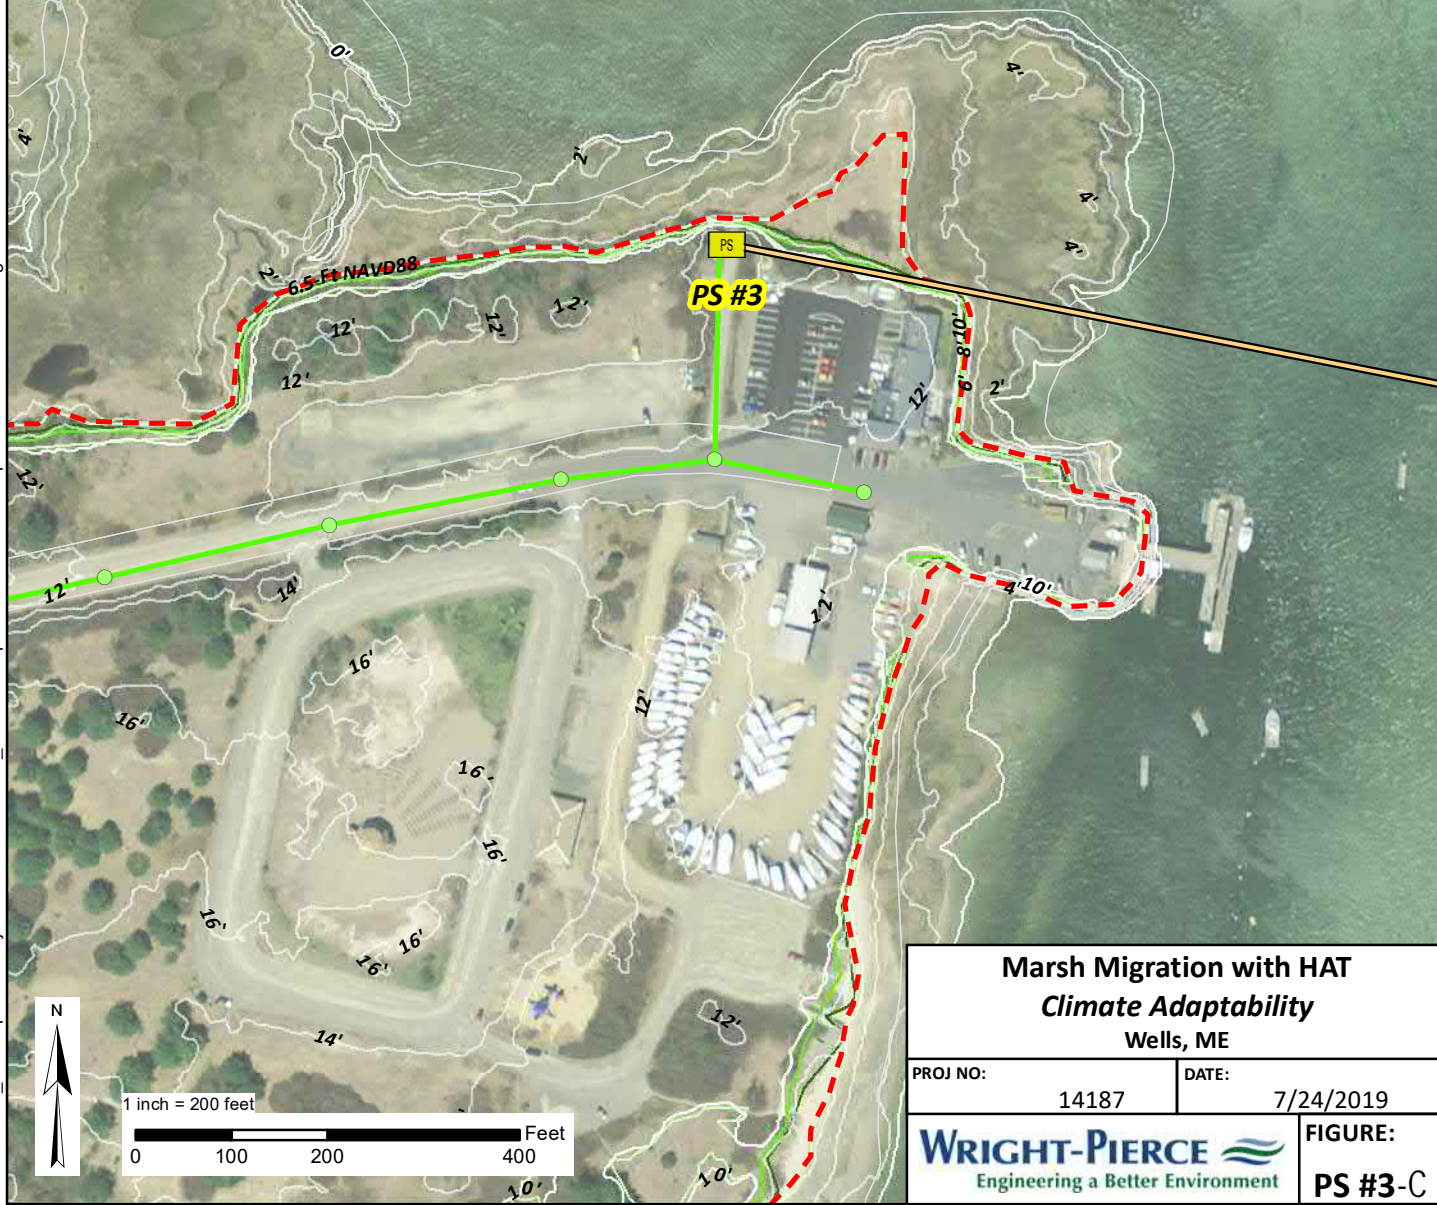 0'
4'
4'
2'
4'
4'
2'
6.5-Ft NAVD88
PS
PS #3
12'
12'
12'
12'
10'
8'
6'
2'
12'
12'
12'
14'
4'
10'
12'
16'
12'
16'
16'
16'
16'
16'
16'
12'
14'
10'
10'
N
1 inch = 200 feet
Feet
0 100 200 400
Marsh Migration with HAT
Climate Adaptability
Wells, ME
PROJ NO: 14187
DATE: 7/24/2019
WRIGHT-PIERCE
Engineering a Better Environment
FIGURE:
PS #3-C